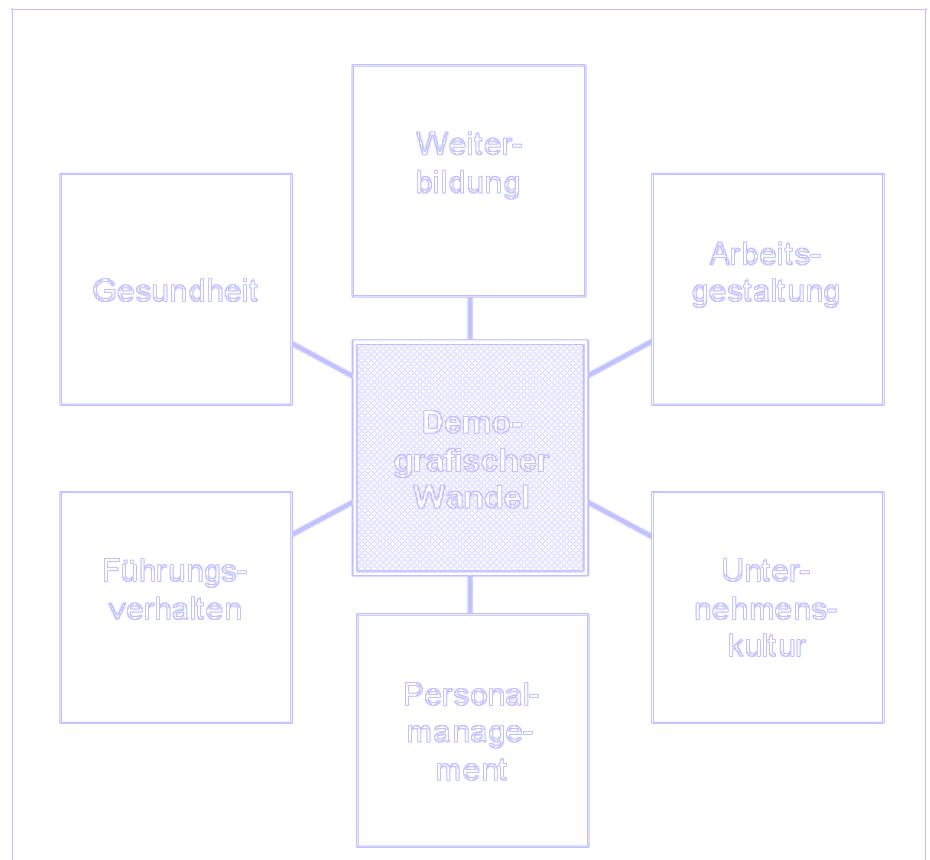 Weiter-
bildung
Gesundheit
Arbeits-
gestaltung
Demo-
grafischer
Wandel
Führungs-
verhalten
Unter-
nehmens-
kultur
Personal-
manage-
ment